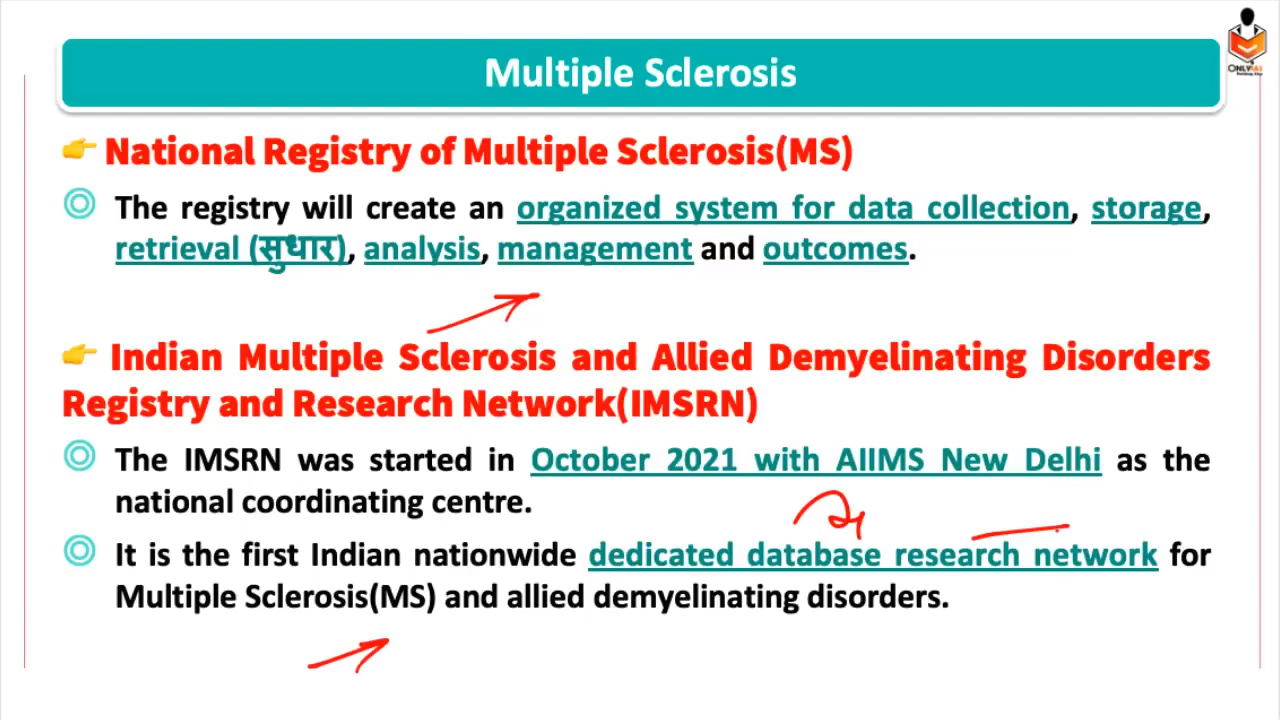 Multiple Sclerosis
ONLY IAS
👉 National Registry of Multiple Sclerosis(MS)
The registry will create an organized system for data collection, storage,
retrieval (सुधार), analysis, management and outcomes.
👉 Indian Multiple Sclerosis and Allied Demyelinating Disorders
Registry and Research Network(IMSRN)
The IMSRN was started in October 2021 with AIIMS New Delhi as the
national coordinating centre.
It is the first Indian nationwide dedicated database research network for
Multiple Sclerosis(MS) and allied demyelinating disorders.